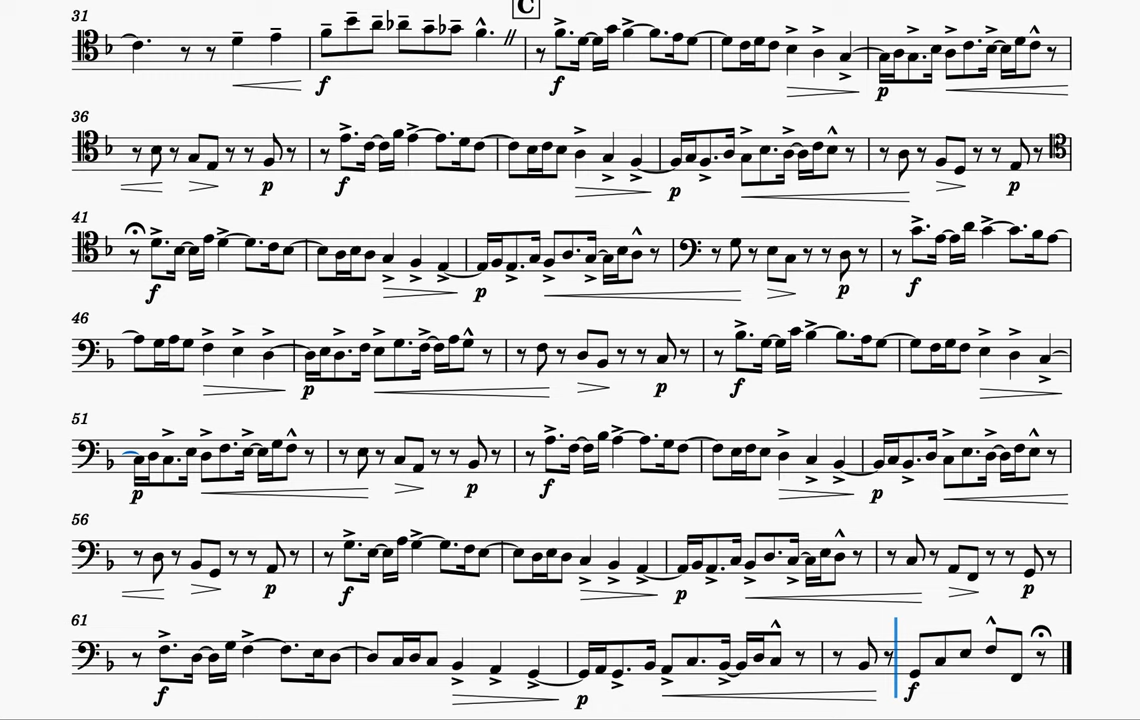 C
31
f f p
36
p f p p
41
f p p f
46
p p f
51
p p f p
56
p f p p
61
f p f